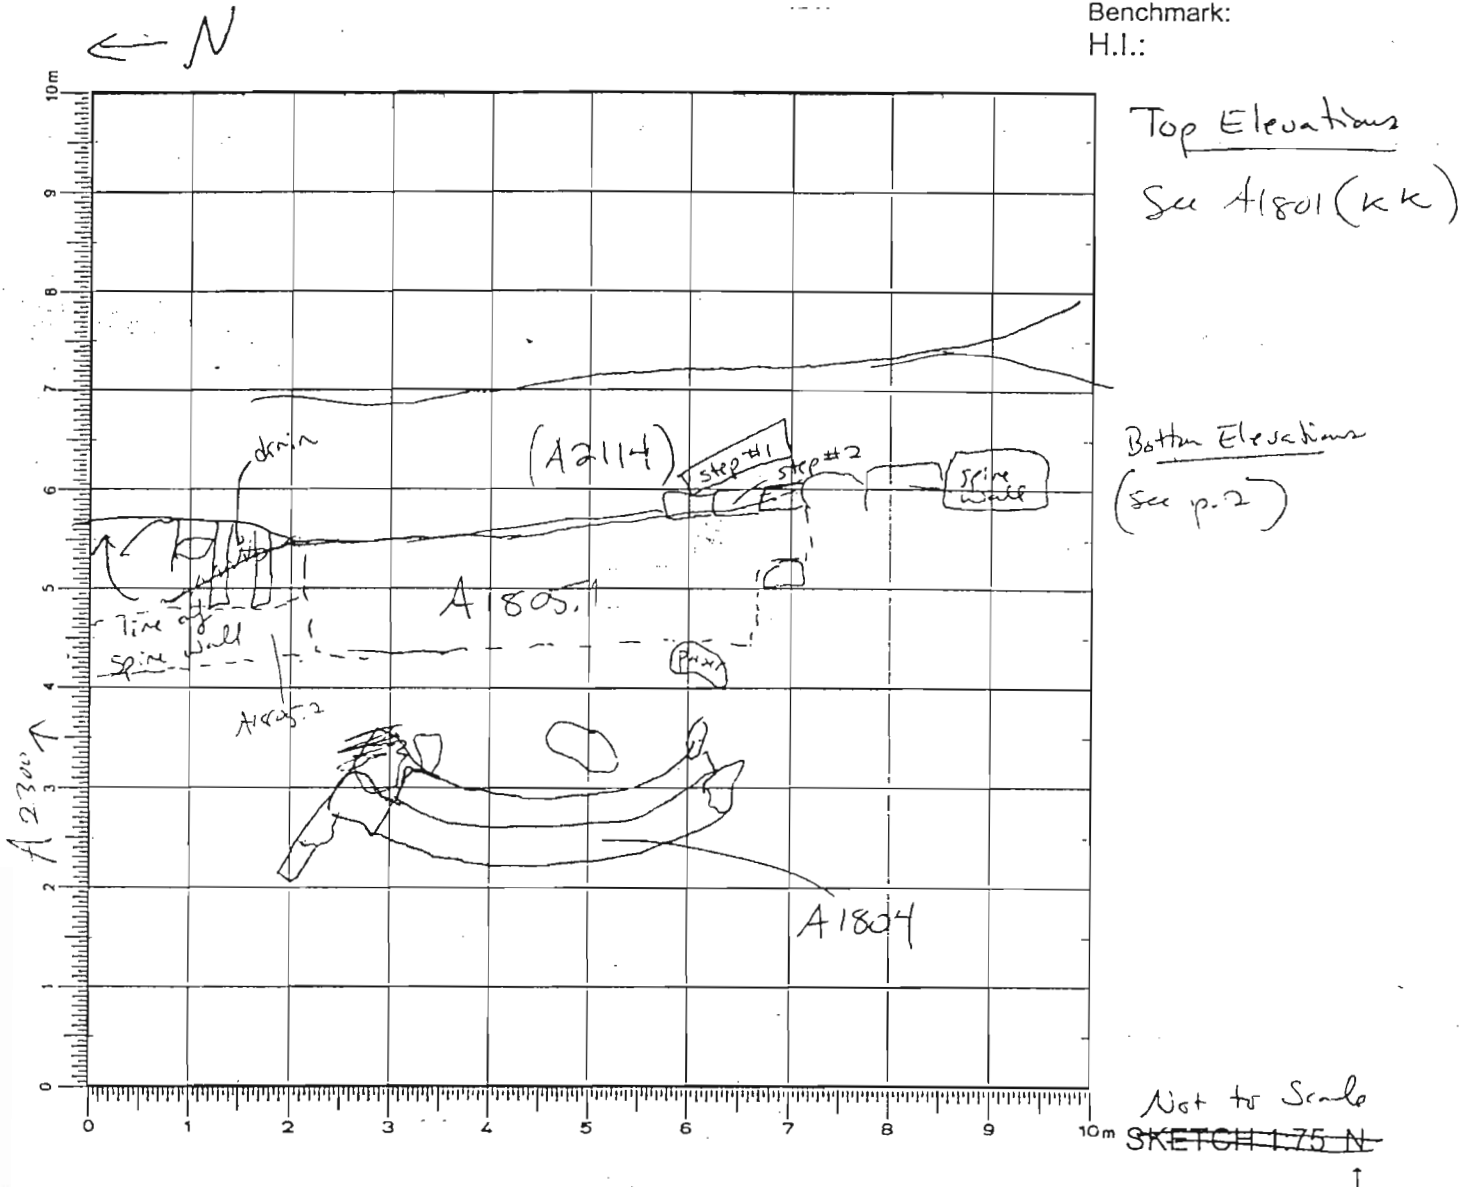 N
Benchmark:
H.I.:
Top Elevations
See A1801 (KK)
10m
9
8
7
6
5
4
3
2
1
0
drain
(A2114)
step #1
step #2
spire
wall
Bottom Elevations
(see p. 2)
A1805.1
line of
spire wall
A1805.2
A2300
A1804
0
1
2
3
4
5
6
7
8
9
10m
Not to Scale
SKETCH 1:75 N